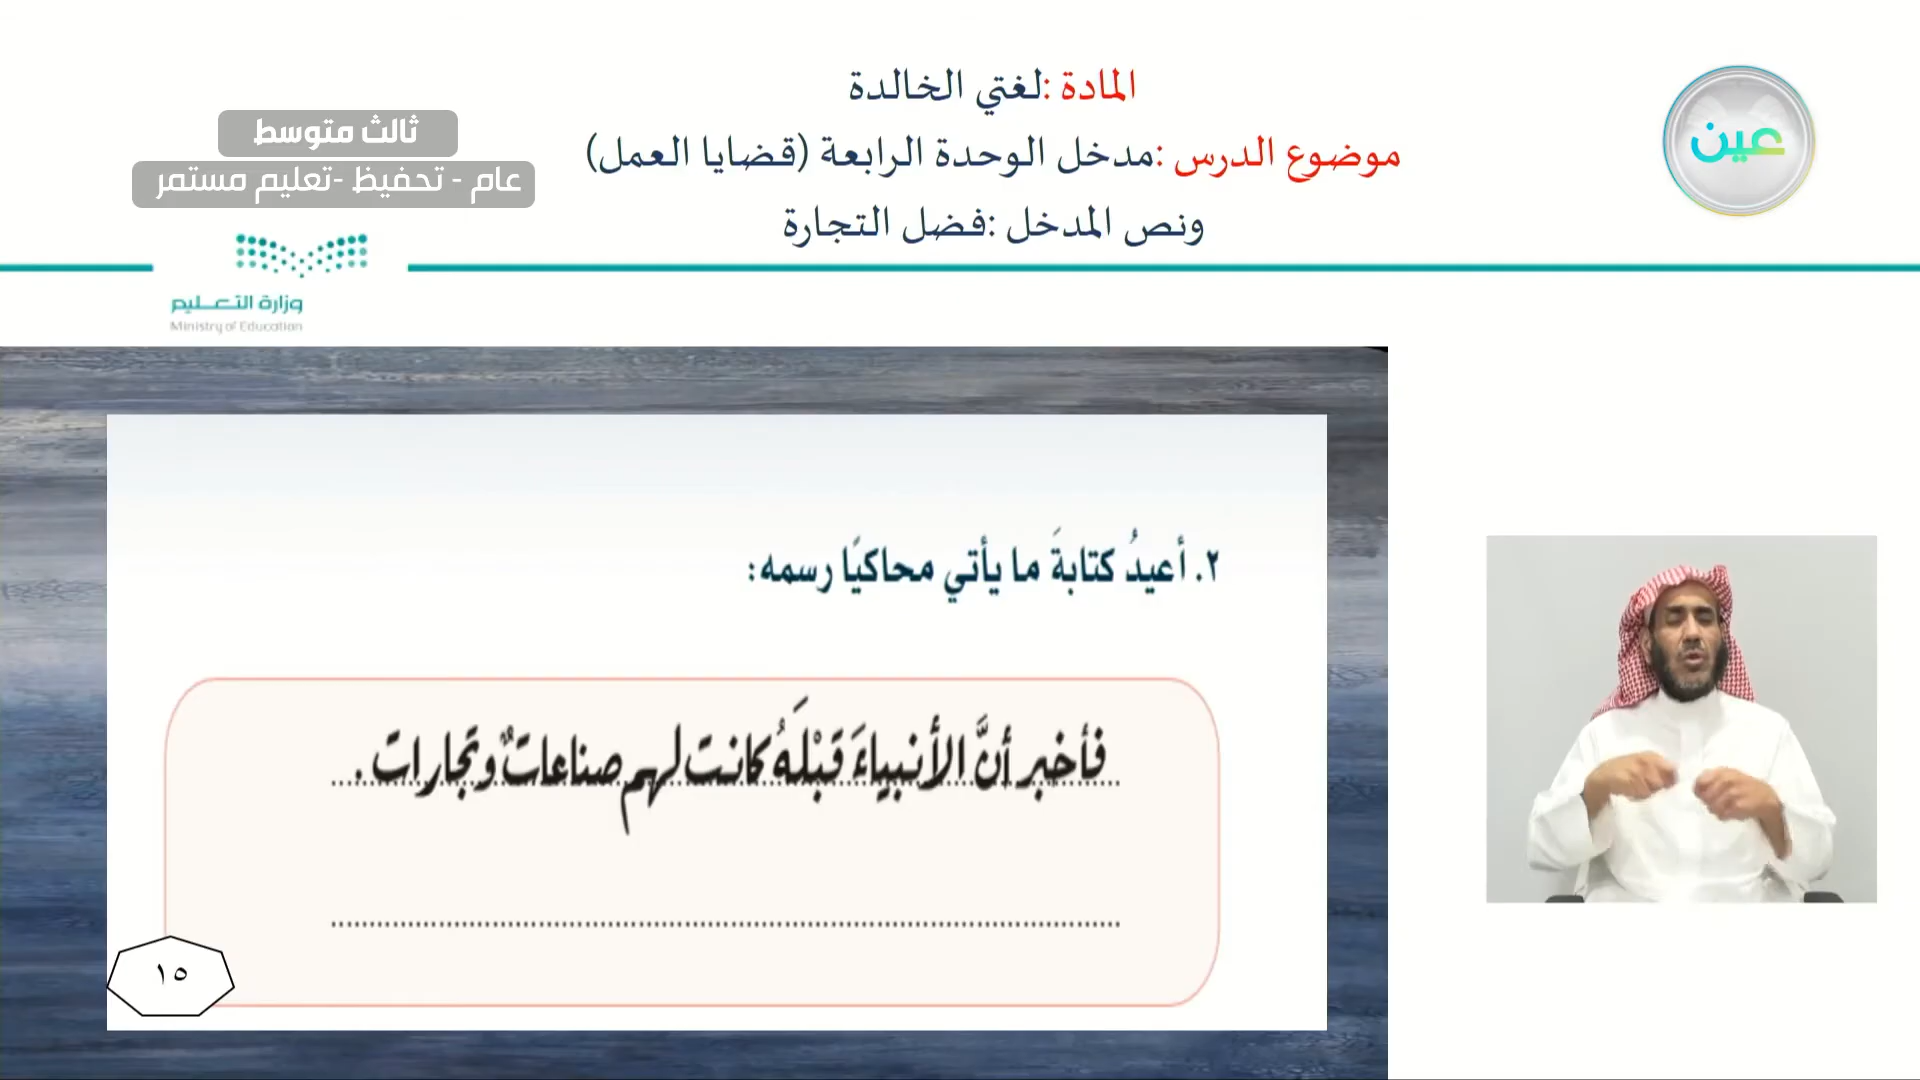 المادة :لغتي الخالدة
موضوع الدرس :مدخل الوحدة الرابعة (قضايا العمل)
ونص المدخل :فضل التجارة
عين
ثالث متوسط
عام - تحفيظ -تعليم مستمر
وزارة التعليم
Ministry of Education
٢. أعيدُ كتابةَ ما يأتي محاكيًا رسمه:
فأخبر أنَّ الأنبياءَ قبْلَهُ كانت لهم صناعاتٌ وتجارات.
١٥